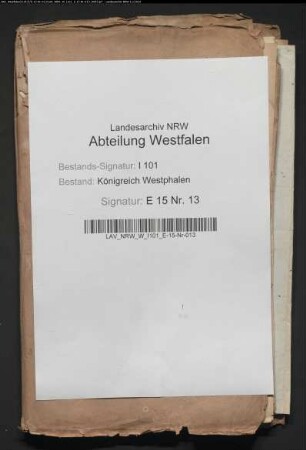 Landesarchiv NRW
Abteilung Westfalen
Bestands-Signatur: I 101
Bestand: Königreich Westphalen
Signatur: E 15 Nr. 13
LAV_NRW_W_I101_E-15-Nr-013